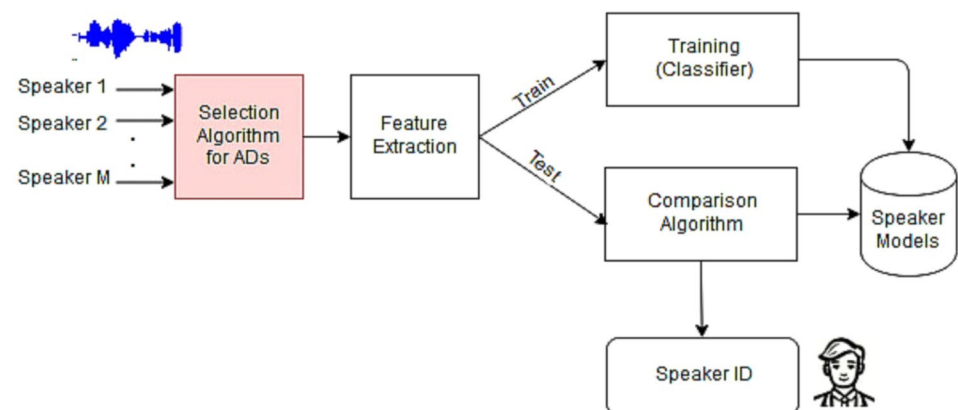 Speaker 1
Speaker 2
.
.
Speaker M
Selection
Algorithm
for ADs
Feature
Extraction
Train
Test
Training
(Classifier)
Comparison
Algorithm
Speaker
Models
Speaker ID